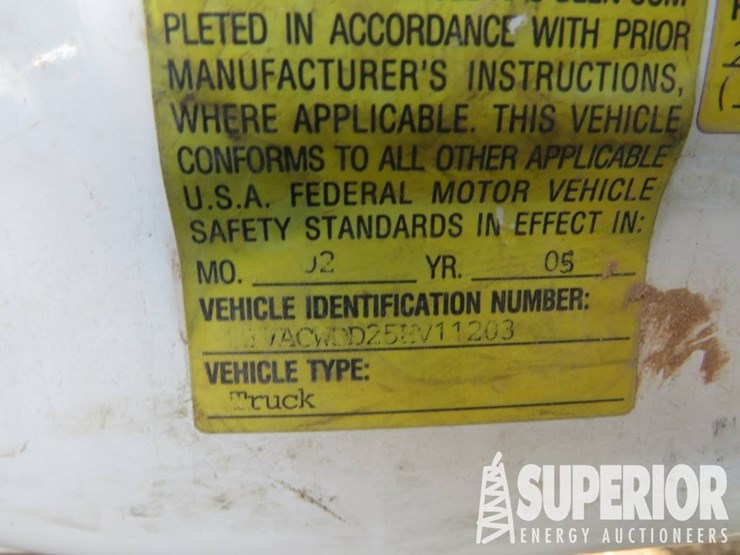 PLETED IN ACCORDANCE WITH PRIOR
MANUFACTURER'S INSTRUCTIONS,
WHERE APPLICABLE. THIS VEHICLE
CONFORMS TO ALL OTHER APPLICABLE
U.S.A. FEDERAL MOTOR VEHICLE
SAFETY STANDARDS IN EFFECT IN:
MO. 02 YR. 05
VEHICLE IDENTIFICATION NUMBER:
VEHICLE TYPE:
Truck
SUPERIOR
ENERGY AUCTIONEERS